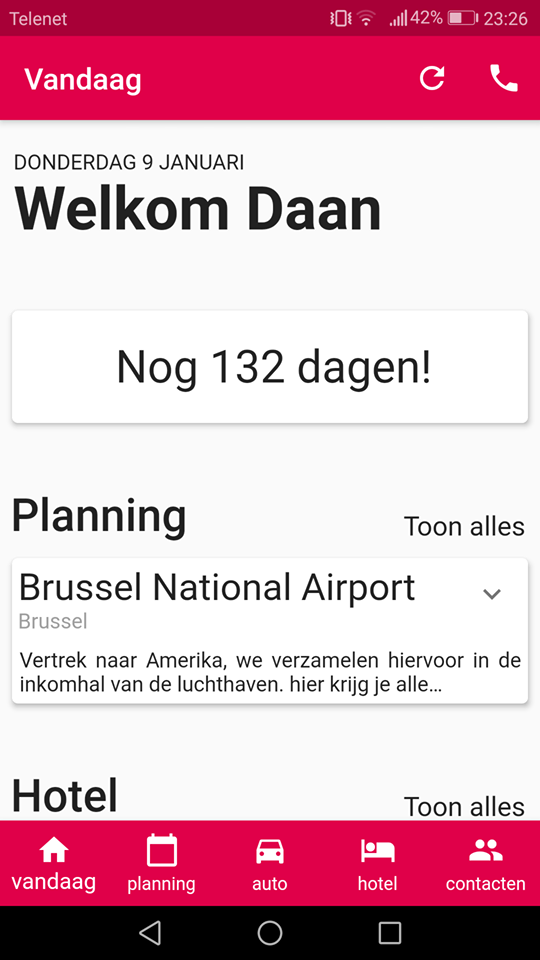 Telenet 42% 23:26
Vandaag
DONDERDAG 9 JANUARI
Welkom Daan
Nog 132 dagen!
Planning Toon alles
Brussel National Airport
Brussel
Vertrek naar Amerika, we verzamelen hiervoor in de
inkomhal van de luchthaven. hier krijg je alle…
Hotel Toon alles
vandaag planning auto hotel contacten